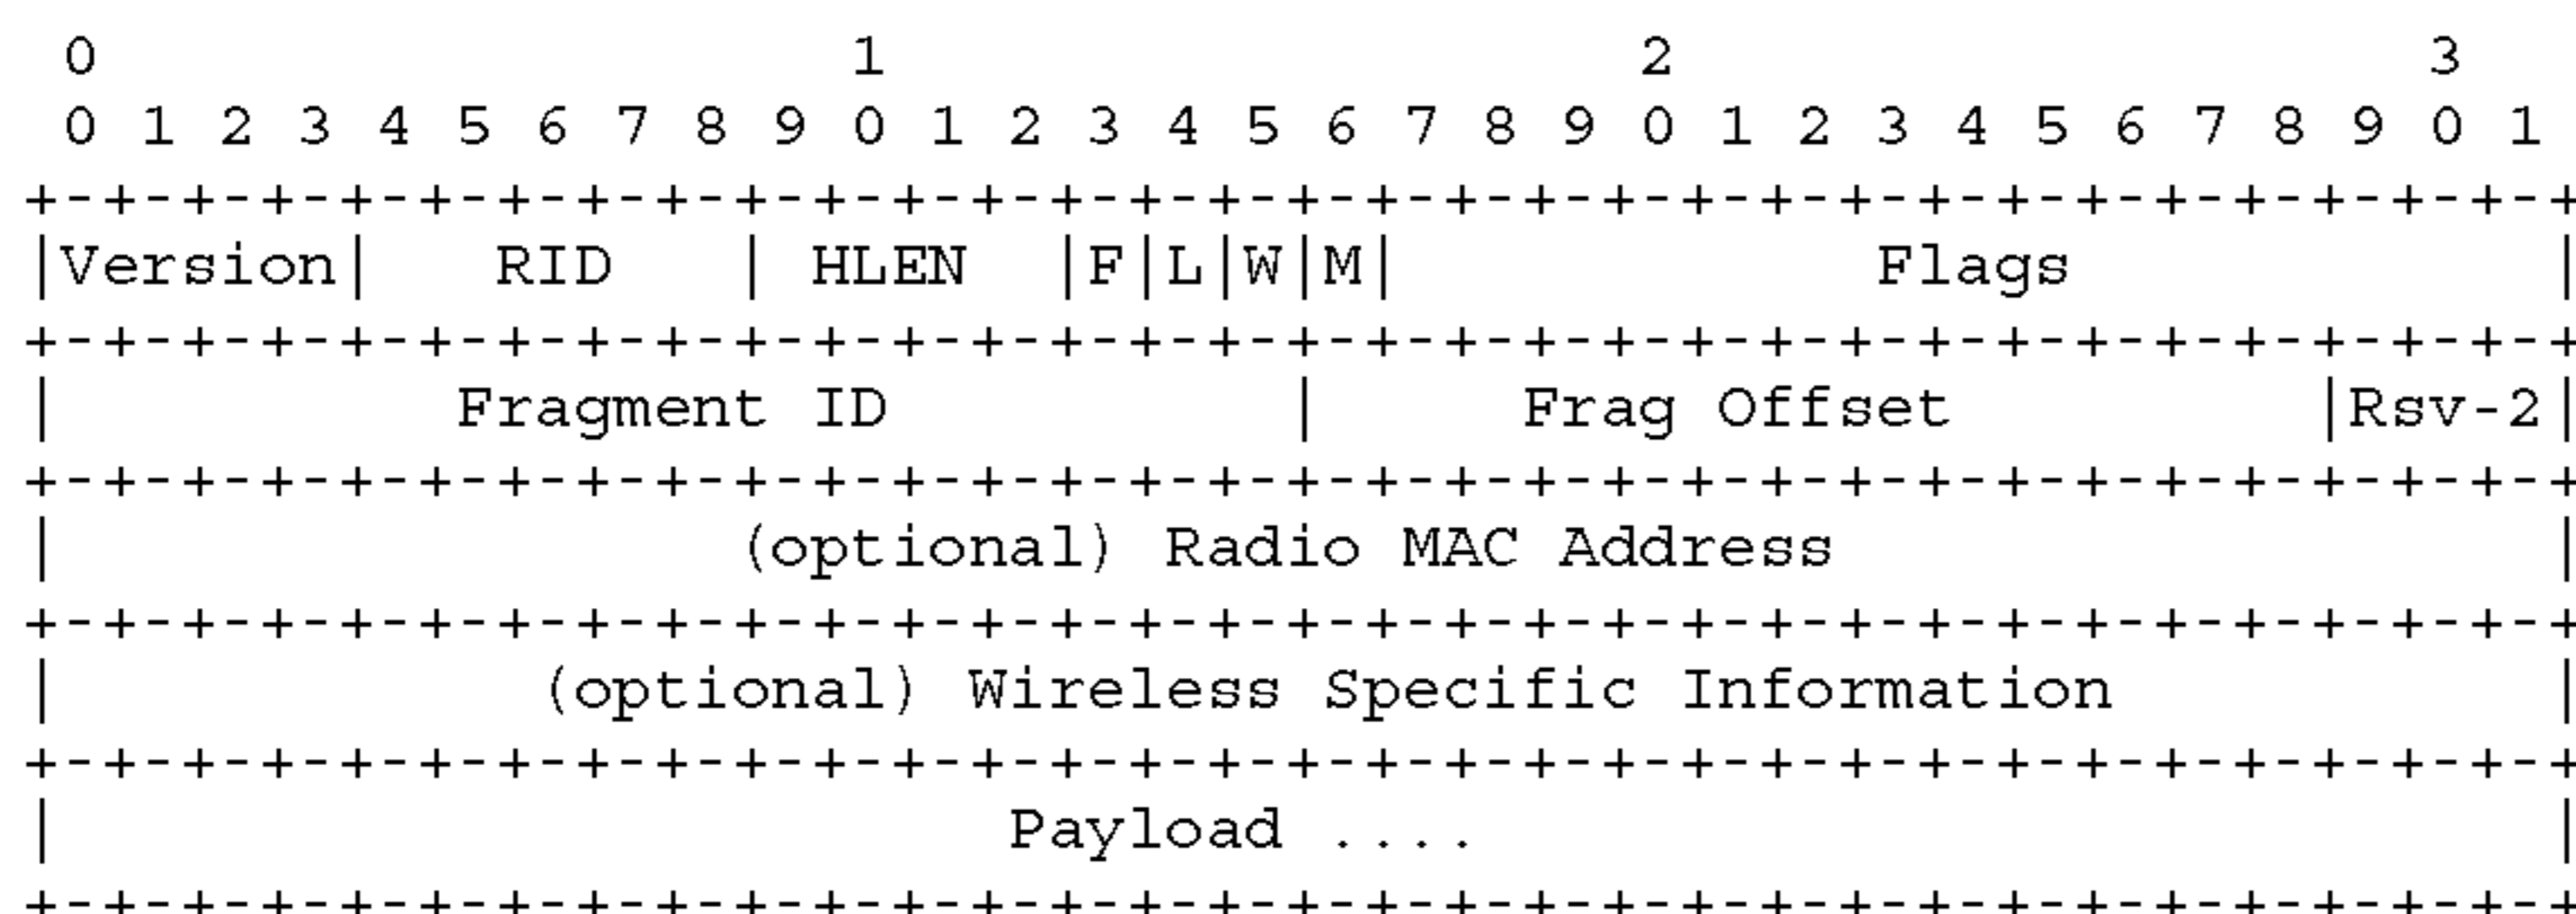 0                   1                   2                   3
 0 1 2 3 4 5 6 7 8 9 0 1 2 3 4 5 6 7 8 9 0 1 2 3 4 5 6 7 8 9 0 1
+-+-+-+-+-+-+-+-+-+-+-+-+-+-+-+-+-+-+-+-+-+-+-+-+-+-+-+-+-+-+-+-+
|Version|   RID   | HLEN  |F|L|W|M|            Flags            |
+-+-+-+-+-+-+-+-+-+-+-+-+-+-+-+-+-+-+-+-+-+-+-+-+-+-+-+-+-+-+-+-+
|          Fragment ID          |     Frag Offset         |Rsv-2|
+-+-+-+-+-+-+-+-+-+-+-+-+-+-+-+-+-+-+-+-+-+-+-+-+-+-+-+-+-+-+-+-+
|                 (optional) Radio MAC Address                  |
+-+-+-+-+-+-+-+-+-+-+-+-+-+-+-+-+-+-+-+-+-+-+-+-+-+-+-+-+-+-+-+-+
|            (optional) Wireless Specific Information           |
+-+-+-+-+-+-+-+-+-+-+-+-+-+-+-+-+-+-+-+-+-+-+-+-+-+-+-+-+-+-+-+-+
|                        Payload ....                           |
+-+-+-+-+-+-+-+-+-+-+-+-+-+-+-+-+-+-+-+-+-+-+-+-+-+-+-+-+-+-+-+-+